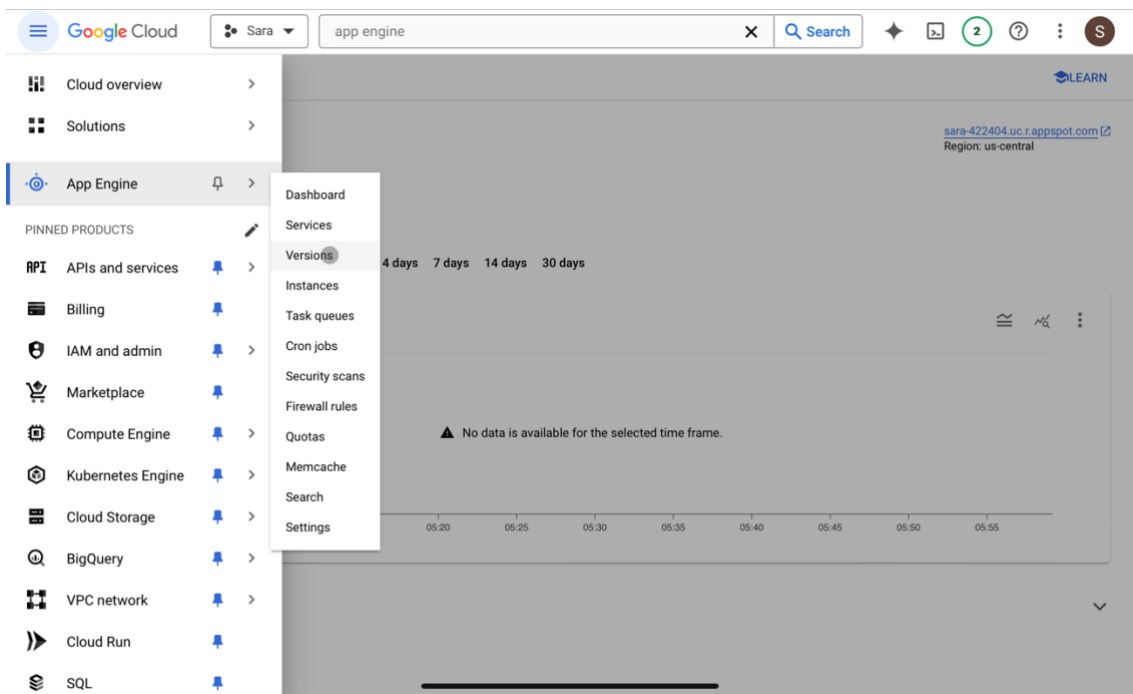 Google Cloud
Sara
app engine
Search
2
S
Cloud overview
Solutions
App Engine
PINNED PRODUCTS
API APIs and services
Billing
IAM and admin
Marketplace
Compute Engine
Kubernetes Engine
Cloud Storage
BigQuery
VPC network
Cloud Run
SQL
Dashboard
Services
Versions
Instances
Task queues
Cron jobs
Security scans
Firewall rules
Quotas
Memcache
Search
Settings
LEARN
sara-422404.uc.r.appspot.com
Region: us-central
4 days 7 days 14 days 30 days
No data is available for the selected time frame.
05:20 05:25 05:30 05:35 05:40 05:45 05:50 05:55